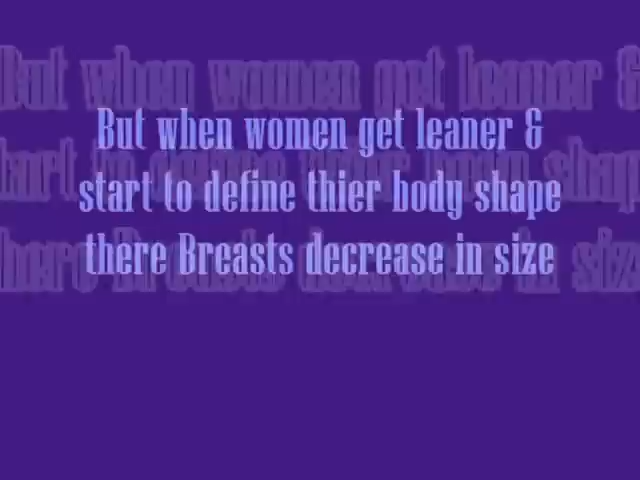 But when women get leaner &
start to define thier body shape
there Breasts decrease in size